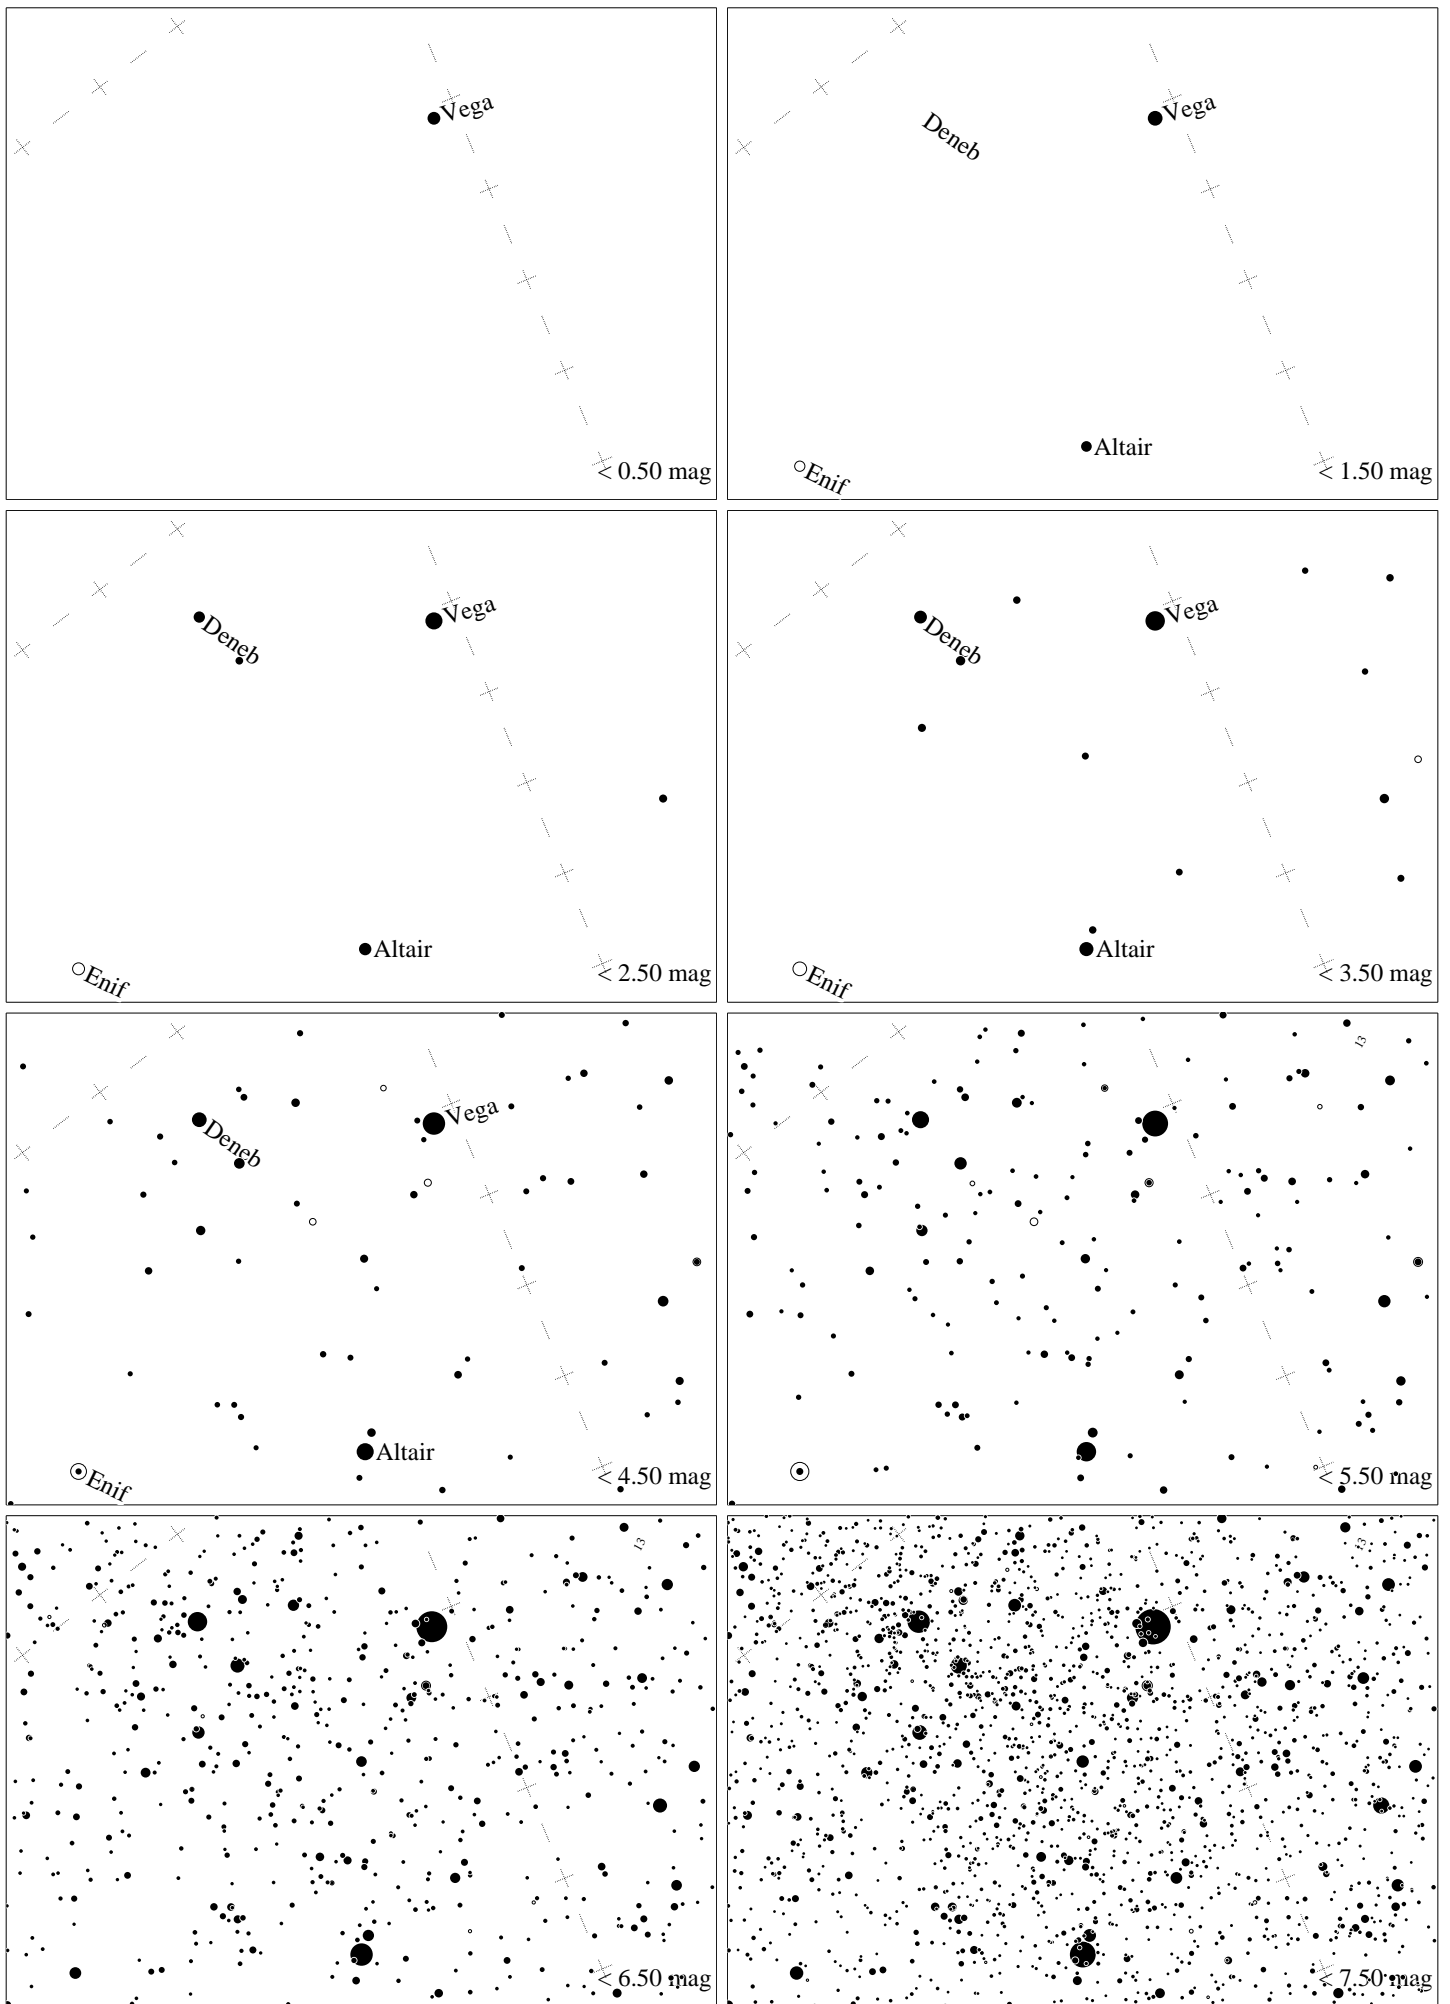 Vega
< 0.50 mag
Deneb
Vega
Altair
Enif
< 1.50 mag
Deneb
Vega
Altair
Enif
< 2.50 mag
Deneb
Vega
Altair
Enif
< 3.50 mag
Deneb
Vega
Altair
Enif
< 4.50 mag
13
< 5.50 mag
13
< 6.50 mag
13
< 7.50 mag